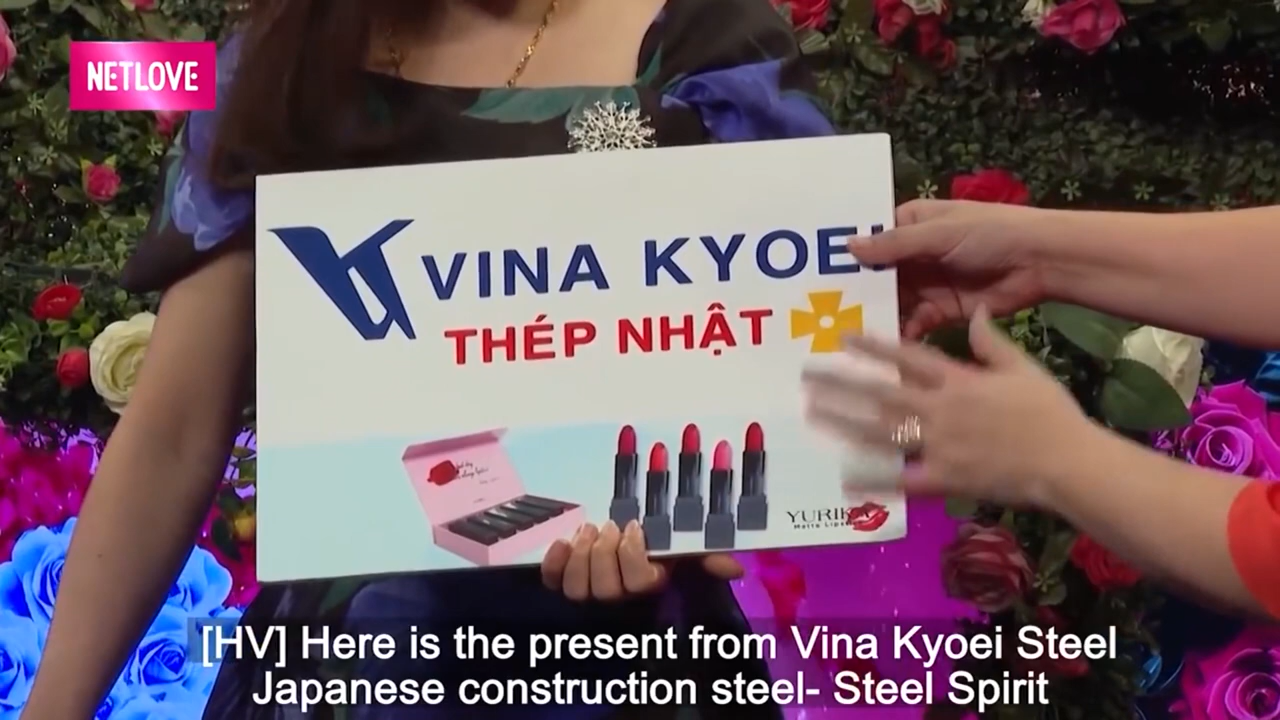 NETLOVE
VINA KYOEI
THÉP NHẬT
YURIKA
Matte Lipstick
[HV] Here is the present from Vina Kyoei Steel
Japanese construction steel- Steel Spirit